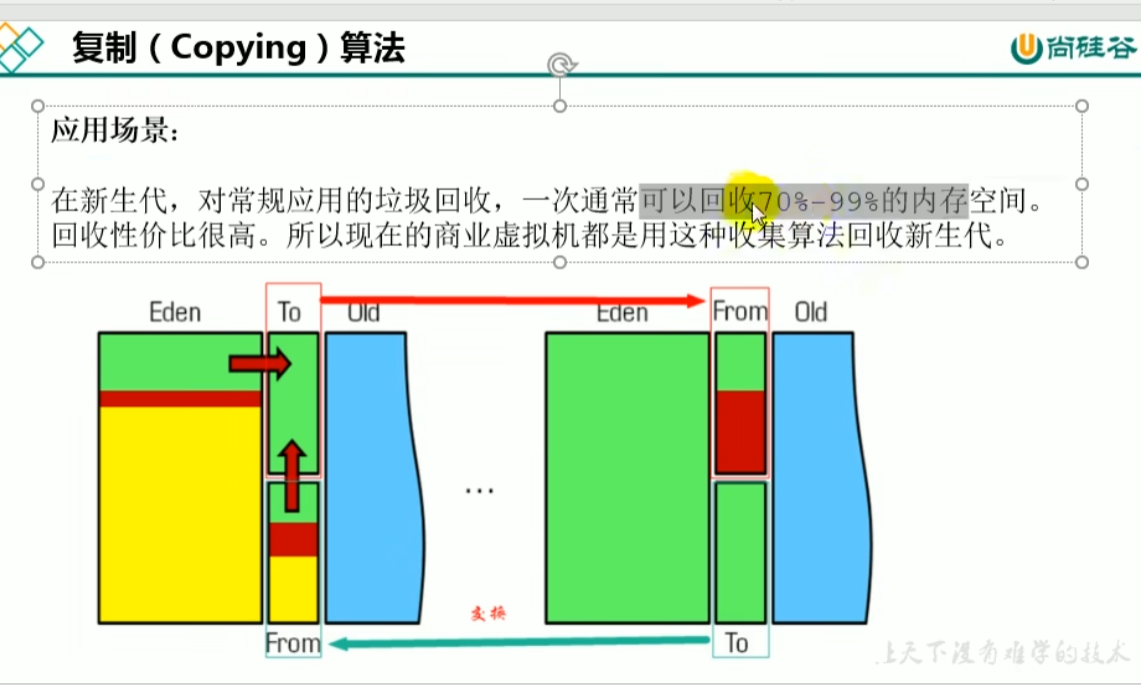 复制（Copying）算法
尚硅谷
应用场景：
在新生代，对常规应用的垃圾回收，一次通常可以回收70%-99%的内存空间。
回收性价比很高。所以现在的商业虚拟机都是用这种收集算法回收新生代。
Eden To Old Eden From Old
...
交换
From To
上天下没有难学的技术